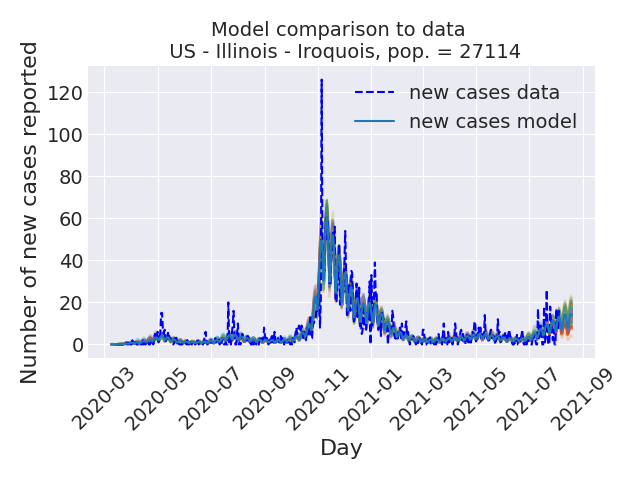 Model comparison to data
US - Illinois - Iroquois, pop. = 27114
Number of new cases reported
120
100
80
60
40
20
0
new cases data
new cases model
2020-03
2020-05
2020-07
2020-09
2020-11
2021-01
2021-03
2021-05
2021-07
2021-09
Day